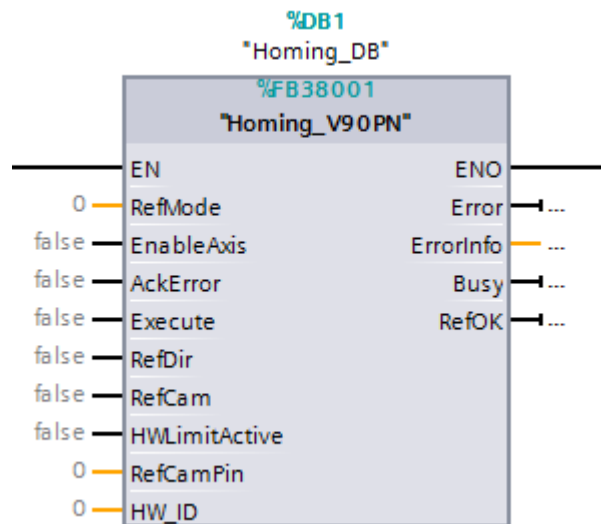 %DB1
"Homing_DB"
%FB38001
"Homing_V90PN"
EN ENO
0 RefMode Error ...
false EnableAxis ErrorInfo ...
false AckError Busy ...
false Execute RefOK ...
false RefDir
false RefCam
false HWLimitActive
0 RefCamPin
0 HW_ID